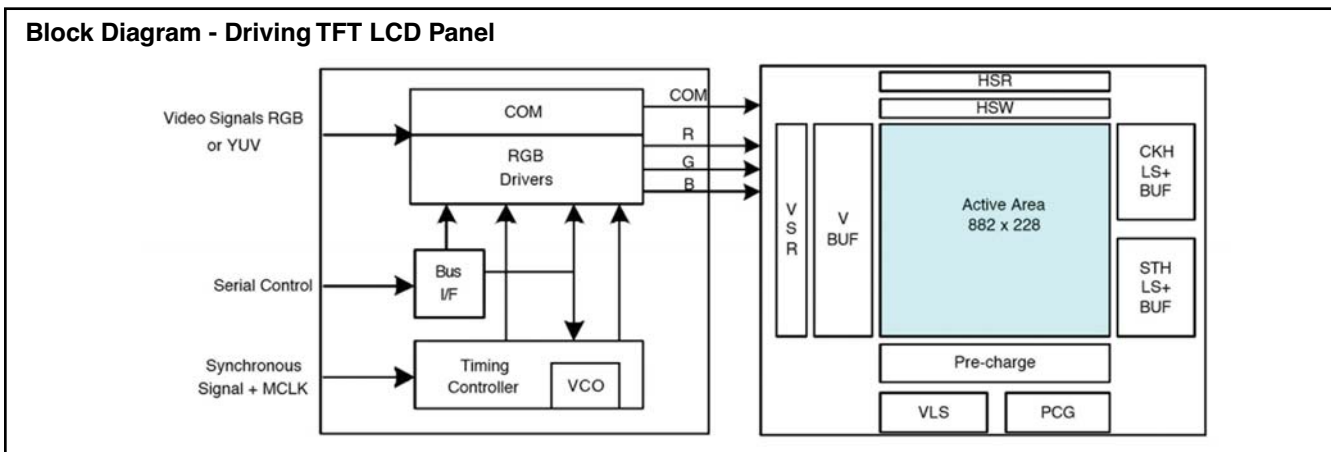 Block Diagram - Driving TFT LCD Panel
Video Signals RGB
or YUV
Serial Control
Synchronous
Signal + MCLK
COM
RGB
Drivers
Bus
I/F
Timing
Controller
VCO
COM
R
G
B
HSR
HSW
V
S
R
V
BUF
Active Area
882 x 228
CKH
LS+
BUF
STH
LS+
BUF
Pre-charge
VLS
PCG